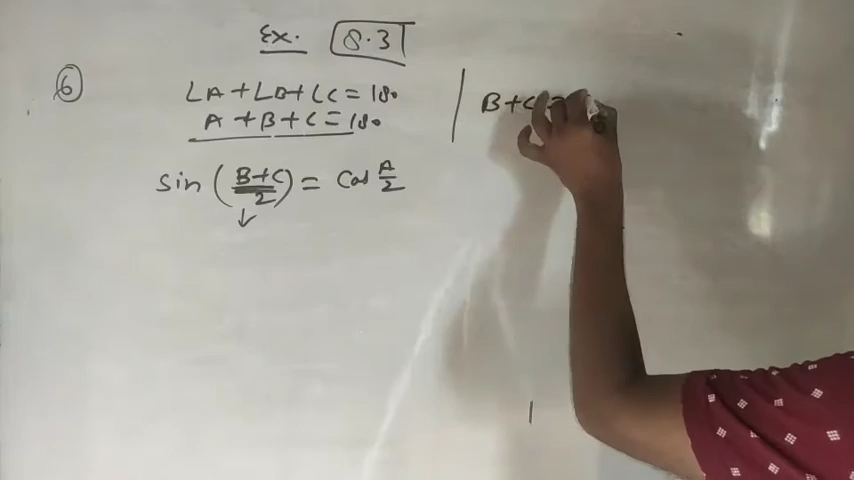 Ex. 8.3
6
∠A + ∠B + ∠C = 180
A + B + C = 180
sin (B+C/2) = cos A/2
B + C =